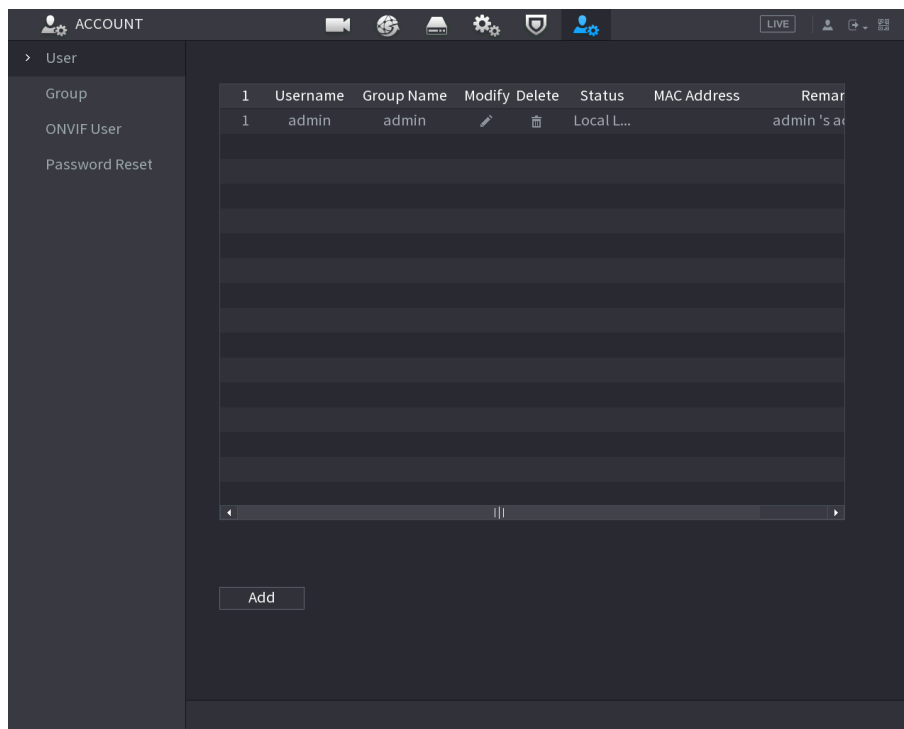 ACCOUNT
LIVE
User
Group
ONVIF User
Password Reset
1 Username Group Name Modify Delete Status MAC Address Remar
1 admin admin Local L... admin 's a
Add